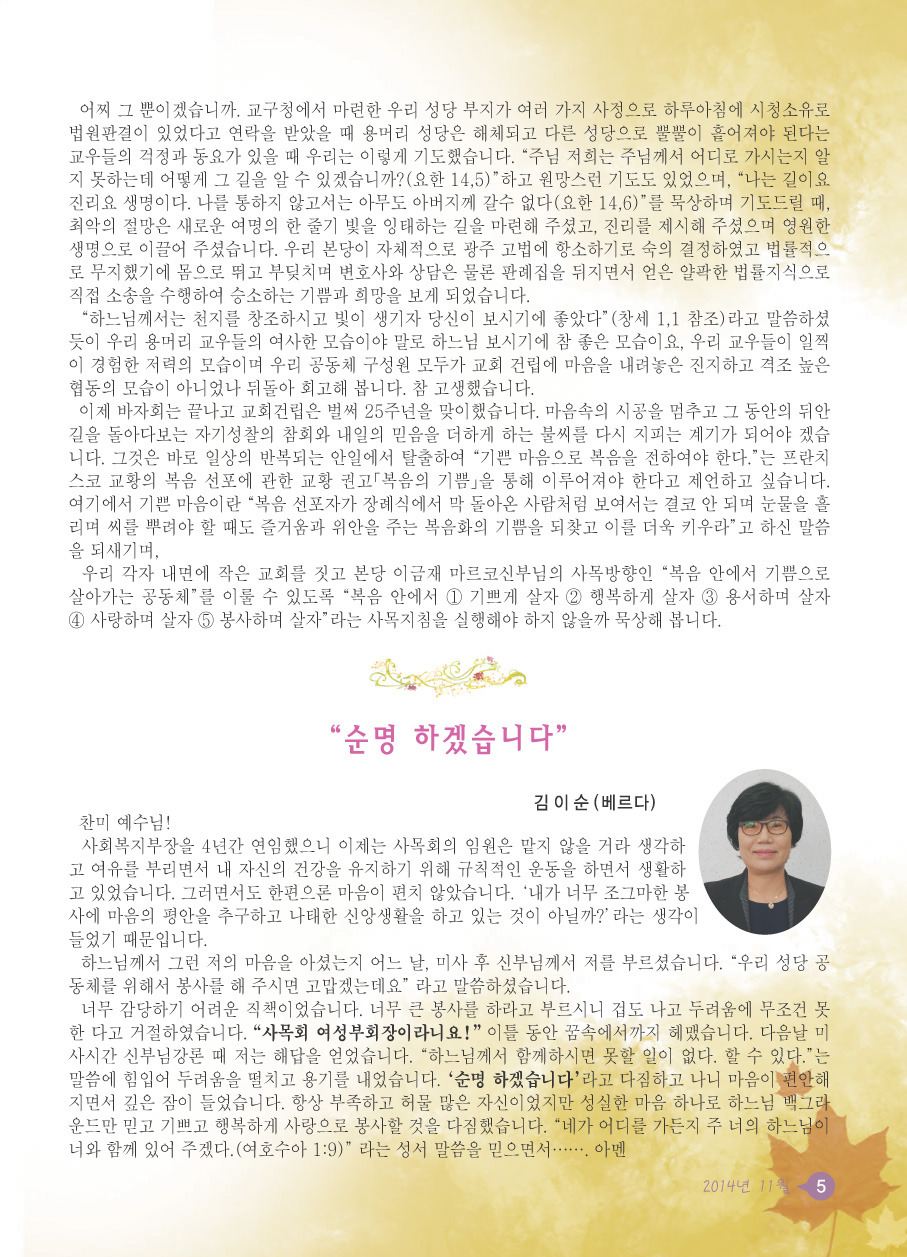 어찌 그 뿐이겠습니까. 교구청에서 마련한 우리 성당 부지가 여러 가지 사정으로 하루아침에 시청소유로
법원판결이 있었다고 연락을 받았을 때 용머리 성당은 해체되고 다른 성당으로 뿔뿔이 흩어져야 된다는
교우들의 걱정과 동요가 있을 때 우리는 이렇게 기도했습니다. “주님 저희는 주님께서 어디로 가시는지 알
지 못하는데 어떻게 그 길을 알 수 있겠습니까?(요한 14,5)”하고 원망스런 기도도 있었으며, “나는 길이요
진리요 생명이다. 나를 통하지 않고서는 아무도 아버지께 갈수 없다(요한 14,6)”를 묵상하며 기도드릴 때,
최악의 절망은 새로운 여명의 한 줄기 빛을 잉태하는 길을 마련해 주셨고, 진리를 제시해 주셨으며 영원한
생명으로 이끌어 주셨습니다. 우리 본당이 자체적으로 광주 고법에 항소하기로 숙의 결정하였고 법률적으
로 무지했기에 몸으로 뛰고 부딪치며 변호사와 상담은 물론 판례집을 뒤지면서 얻은 얄팍한 법률지식으로
직접 소송을 수행하여 승소하는 기쁨과 희망을 보게 되었습니다.
“하느님께서는 천지를 창조하시고 빛이 생기자 당신이 보시기에 좋았다”(창세 1,1 참조)라고 말씀하셨
듯이 우리 용머리 교우들의 여사한 모습이야 말로 하느님 보시기에 참 좋은 모습이요, 우리 교우들이 일찍
이 경험한 저력의 모습이며 우리 공동체 구성원 모두가 교회 건립에 마음을 내려놓은 진지하고 격조 높은
협동의 모습이 아니었나 뒤돌아 회고해 봅니다. 참 고생했습니다.
이제 바자회는 끝나고 교회건립은 벌써 25주년을 맞이했습니다. 마음속의 시공을 멈추고 그 동안의 뒤안
길을 돌아다보는 자기성찰의 참회와 내일의 믿음을 더하게 하는 불씨를 다시 지피는 계기가 되어야 겠습
니다. 그것은 바로 일상의 반복되는 안일에서 탈출하여 “기쁜 마음으로 복음을 전하여야 한다.”는 프란치
스코 교황의 복음 선포에 관한 교황 권고「복음의 기쁨」을 통해 이루어져야 한다고 제언하고 싶습니다.
여기에서 기쁜 마음이란 “복음 선포자가 장례식에서 막 돌아온 사람처럼 보여서는 결코 안 되며 눈물을 흘
리며 씨를 뿌려야 할 때도 즐거움과 위안을 주는 복음화의 기쁨을 되찾고 이를 더욱 키우라”고 하신 말씀
을 되새기며,
우리 각자 내면에 작은 교회를 짓고 본당 이금재 마르코신부님의 사목방향인 “복음 안에서 기쁨으로
살아가는 공동체”를 이룰 수 있도록 “복음 안에서 ① 기쁘게 살자 ② 행복하게 살자 ③ 용서하며 살자
④ 사랑하며 살자 ⑤ 봉사하며 살자”라는 사목지침을 실행해야 하지 않을까 묵상해 봅니다.
“순명 하겠습니다”
김 이 순 (베르다)
찬미 예수님!
사회복지부장을 4년간 연임했으니 이제는 사목회의 임원은 맡지 않을 거라 생각하
고 여유를 부리면서 내 자신의 건강을 유지하기 위해 규칙적인 운동을 하면서 생활하
고 있었습니다. 그러면서도 한편으론 마음이 편치 않았습니다. ‘내가 너무 조그마한 봉
사에 마음의 평안을 추구하고 나태한 신앙생활을 하고 있는 것이 아닐까?’ 라는 생각이
들었기 때문입니다.
하느님께서 그런 저의 마음을 아셨는지 어느 날, 미사 후 신부님께서 저를 부르셨습니다. “우리 성당 공
동체를 위해서 봉사를 해 주시면 고맙겠는데요” 라고 말씀하셨습니다.
너무 감당하기 어려운 직책이었습니다. 너무 큰 봉사를 하라고 부르시니 겁도 나고 두려움에 무조건 못
한 다고 거절하였습니다. “사목회 여성부회장이라니요!” 이틀 동안 꿈속에서까지 헤맸습니다. 다음날 미
사시간 신부님강론 때 저는 해답을 얻었습니다. “하느님께서 함께하시면 못할 일이 없다. 할 수 있다.”는
말씀에 힘입어 두려움을 떨치고 용기를 내었습니다. ‘순명 하겠습니다’라고 다짐하고 나니 마음이 편안해
지면서 깊은 잠이 들었습니다. 항상 부족하고 허물 많은 자신이었지만 성실한 마음 하나로 하느님 백그라
운드만 믿고 기쁘고 행복하게 사랑으로 봉사할 것을 다짐했습니다. “네가 어디를 가든지 주 너의 하느님이
너와 함께 있어 주겠다.(여호수아 1:9)” 라는 성서 말씀을 믿으면서……. 아멘
2014년 11월 5